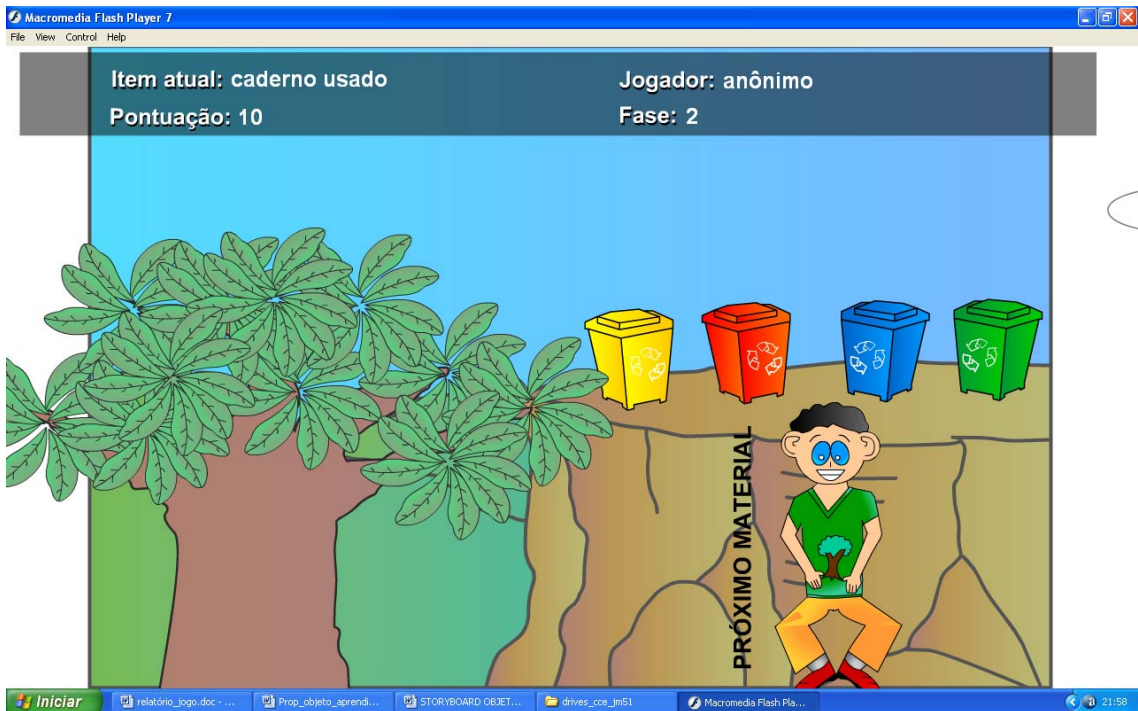 Macromedia Flash Player 7
File View Control Help
Item atual: caderno usado
Jogador: anônimo
Pontuação: 10
Fase: 2
PRÓXIMO MATERIAL
Iniciar
relatório_jogo.doc - ...
Prop_objeto_aprendi...
STORYBOARD OBJET...
drives_cce_jm51
Macromedia Flash Pla...
21:58